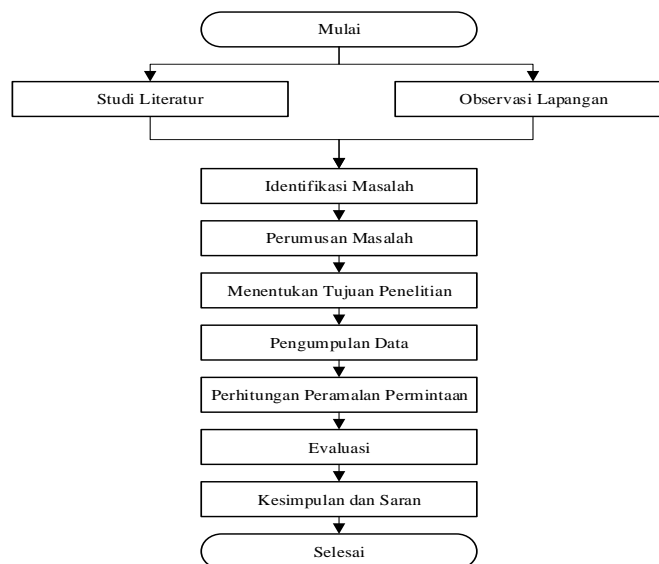 Mulai
Studi Literatur
Observasi Lapangan
Identifikasi Masalah
Perumusan Masalah
Menentukan Tujuan Penelitian
Pengumpulan Data
Perhitungan Peramalan Permintaan
Evaluasi
Kesimpulan dan Saran
Selesai